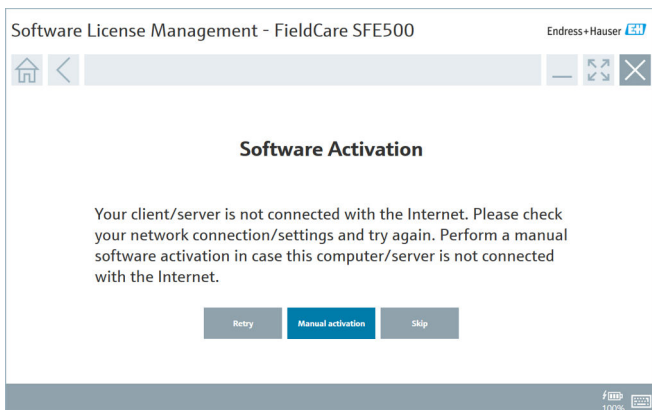 Software License Management - FieldCare SFE500
Endress+Hauser EH
Software Activation
Your client/server is not connected with the Internet. Please check
your network connection/settings and try again. Perform a manual
software activation in case this computer/server is not connected
with the Internet.
Retry
Manual activation
Skip
100%